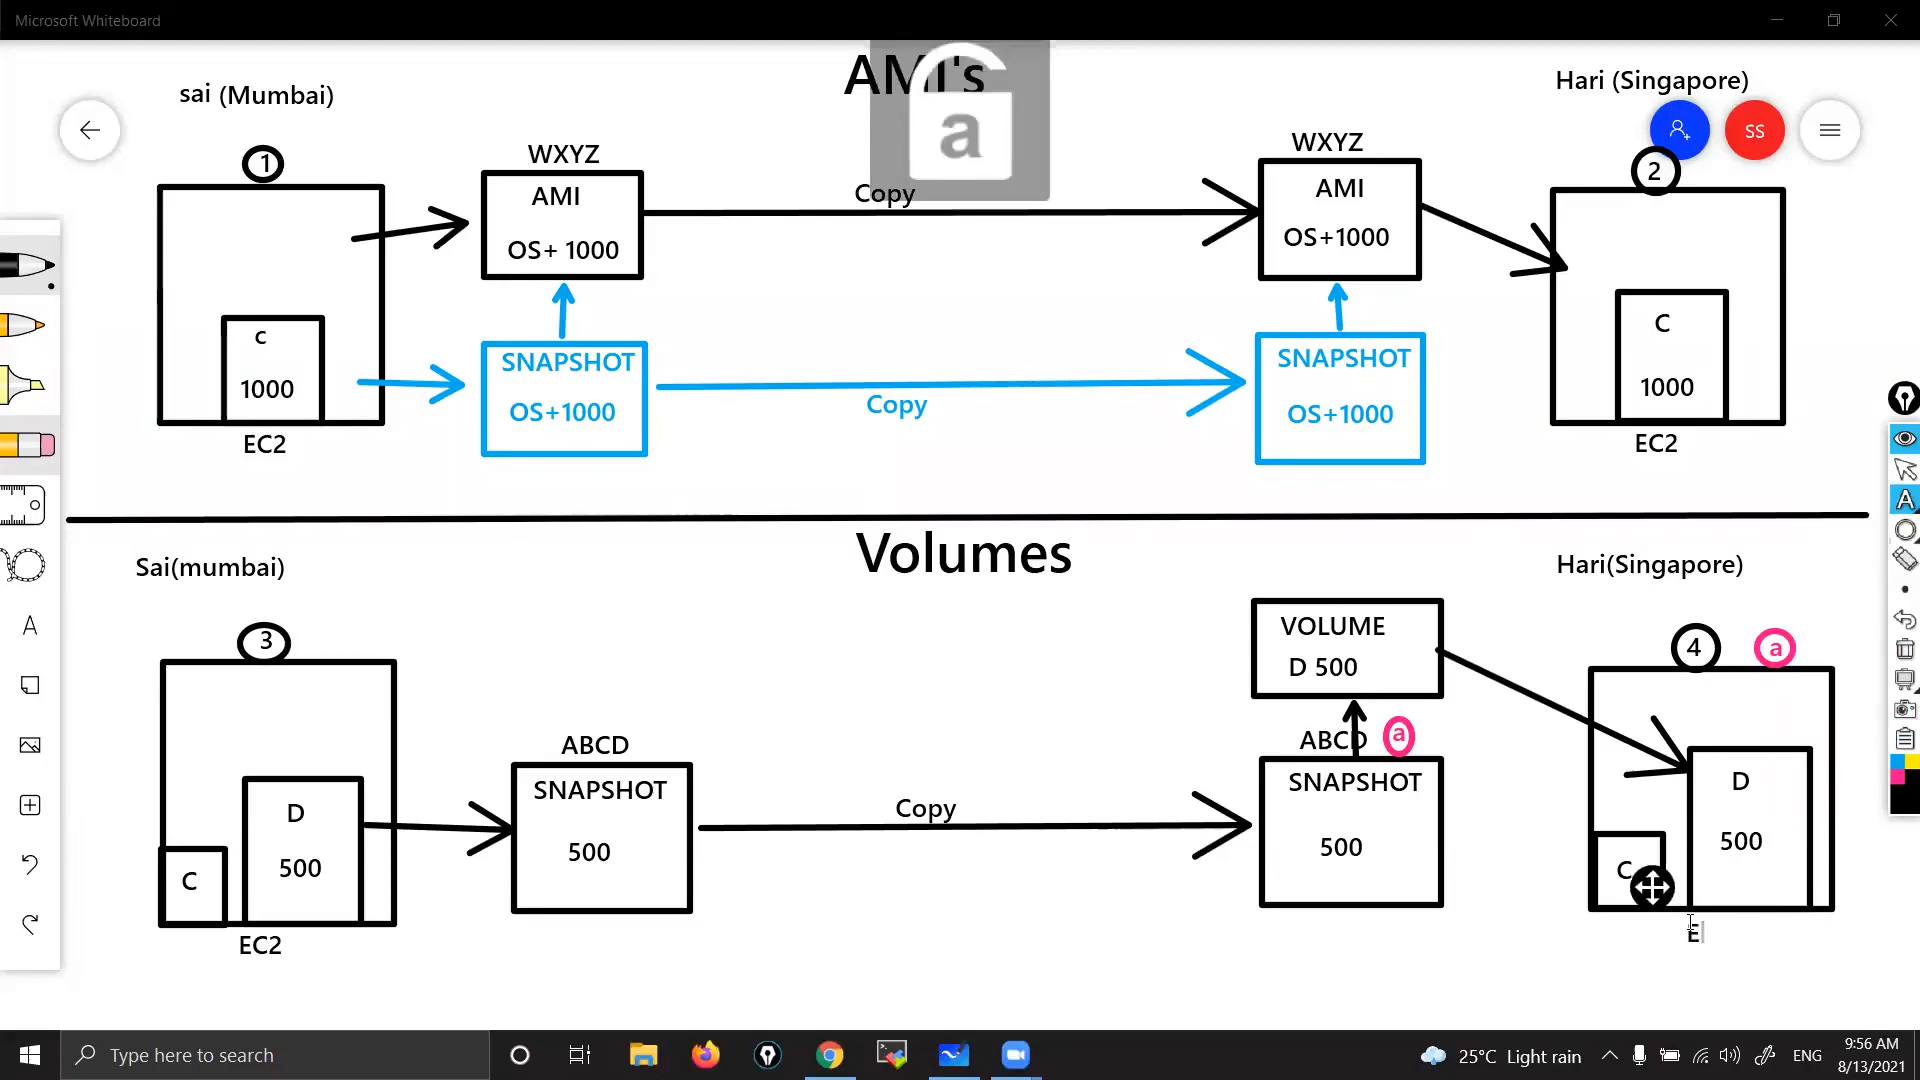 Microsoft Whiteboard
AMI's
a
sai (Mumbai)
Hari (Singapore)
SS
1
WXYZ
WXYZ
2
AMI
OS+ 1000
Copy
AMI
OS+1000
c
1000
EC2
SNAPSHOT
OS+1000
Copy
SNAPSHOT
OS+1000
C
1000
EC2
Volumes
Sai(mumbai)
Hari(Singapore)
3
VOLUME
D 500
4
a
ABCD
ABCD
a
D
500
C
EC2
SNAPSHOT
500
Copy
SNAPSHOT
500
D
500
C
E
A
A
Type here to search
25°C Light rain
ENG
9:56 AM
8/13/2021